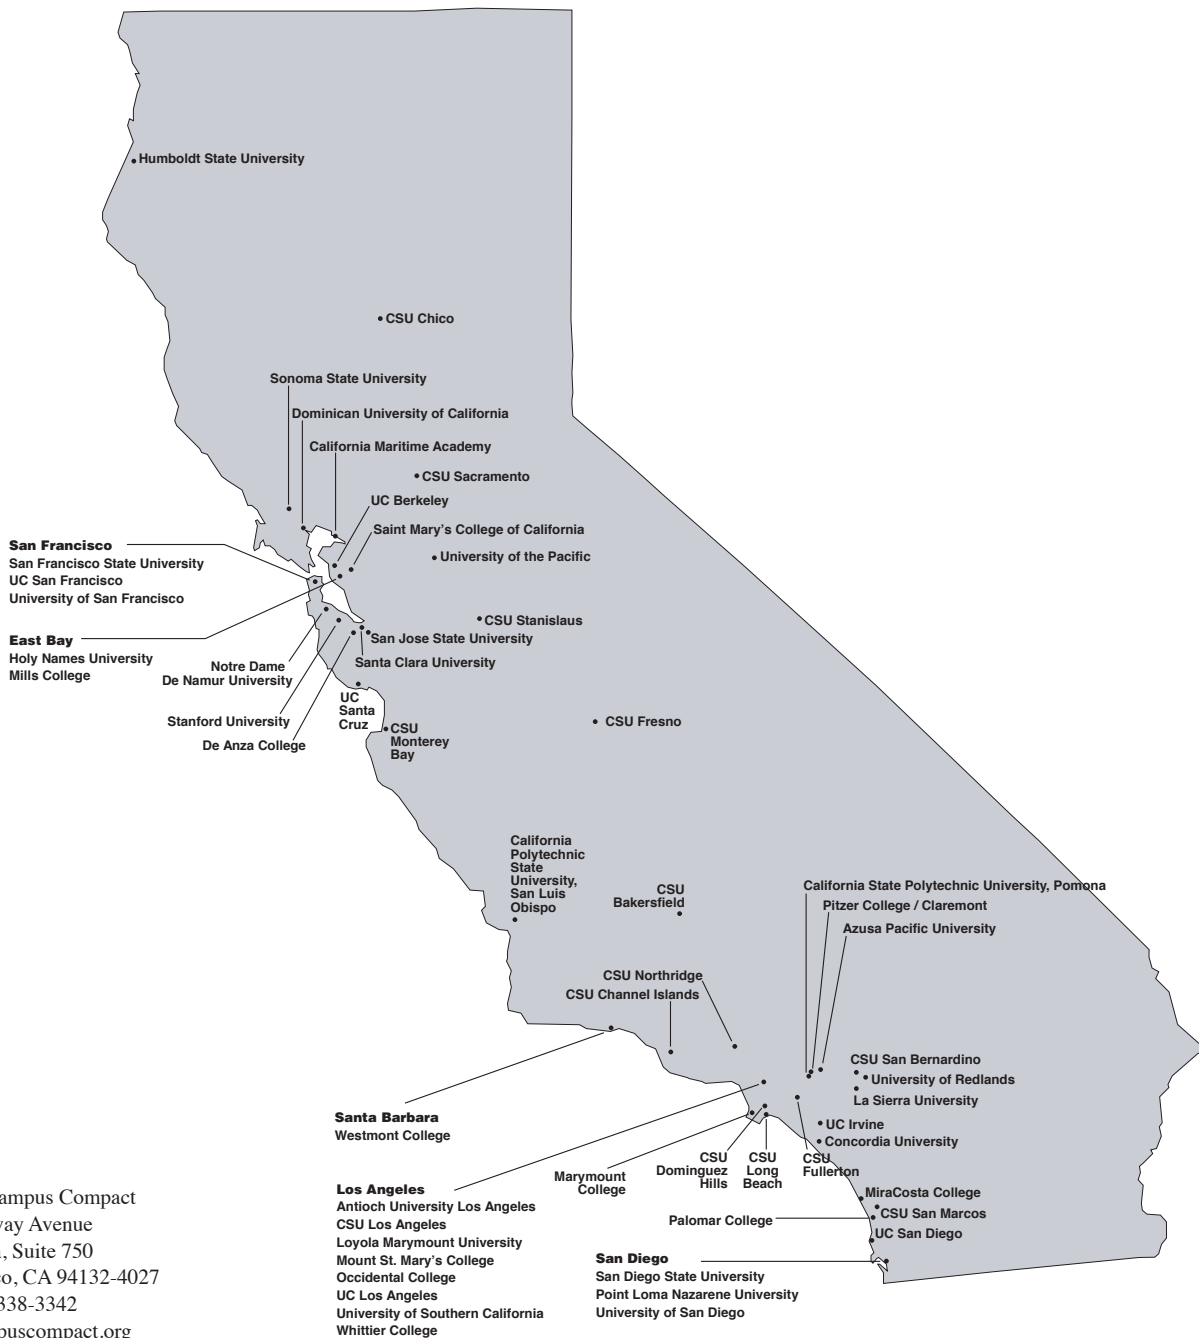 Humboldt State University
CSU Chico
Sonoma State University
Dominican University of California
California Maritime Academy
CSU Sacramento
UC Berkeley
Saint Mary's College of California
University of the Pacific
San Francisco
San Francisco State University
UC San Francisco
University of San Francisco
CSU Stanislaus
San Jose State University
East Bay
Holy Names University
Mills College
Santa Clara University
Notre Dame
De Namur University
UC
Santa
Cruz
Stanford University
De Anza College
CSU
Monterey
Bay
CSU Fresno
California
Polytechnic
State
University,
San Luis
Obispo
CSU
Bakersfield
California State Polytechnic University, Pomona
Pitzer College / Claremont
Azusa Pacific University
CSU Northridge
CSU Channel Islands
CSU San Bernardino
University of Redlands
La Sierra University
Santa Barbara
Westmont College
UC Irvine
Concordia University
CSU
Dominguez
Hills
CSU
Long
Beach
CSU
Fullerton
Marymount
College
Los Angeles
Antioch University Los Angeles
CSU Los Angeles
Loyola Marymount University
Mount St. Mary's College
Occidental College
UC Los Angeles
University of Southern California
Whittier College
MiraCosta College
CSU San Marcos
Palomar College
UC San Diego
San Diego
San Diego State University
Point Loma Nazarene University
University of San Diego
Compact
Avenue
Suite 750
CA 94132-4027
338-3342